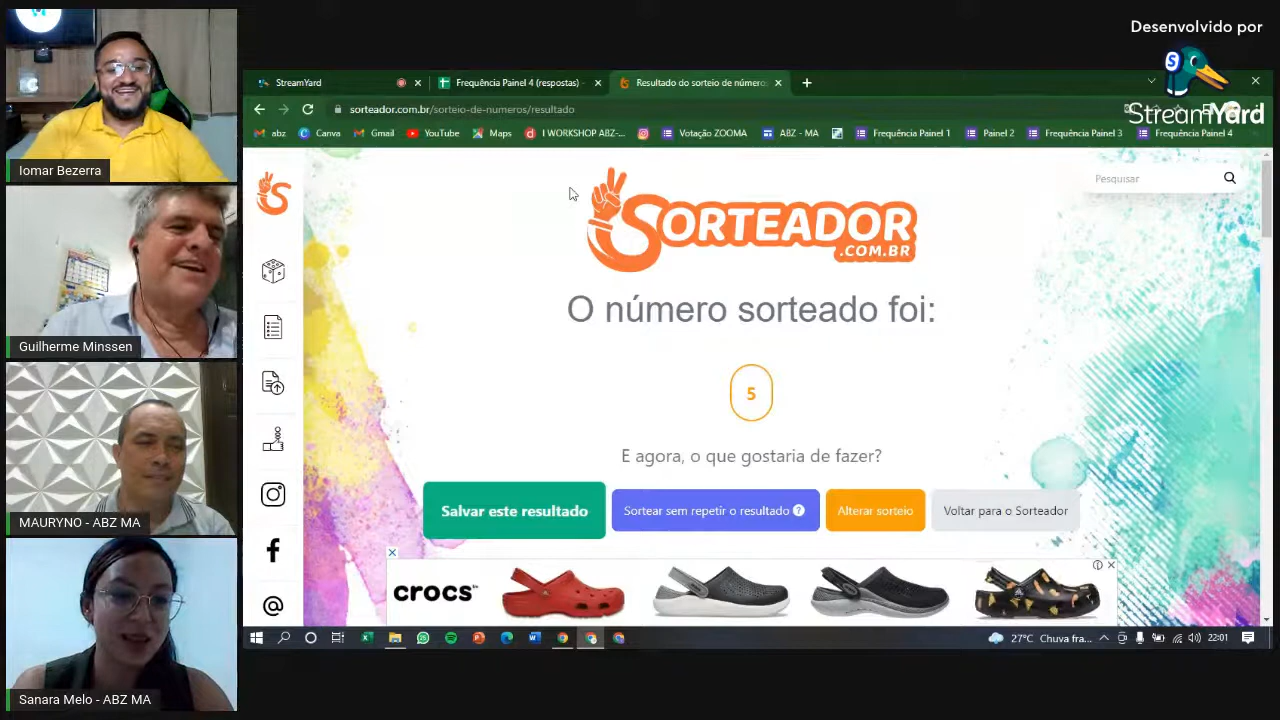 Desenvolvido por
StreamYard
Iomar Bezerra
Guilherme Minssen
MAURYNO - ABZ MA
Sanara Melo - ABZ MA
StreamYard
Frequência Painel 4 (respostas)
Resultado do sorteio de número
sorteador.com.br/sorteio-de-numeros/resultado
abz
Canva
Gmail
YouTube
Maps
I WORKSHOP ABZ-...
Votação ZOOMA
ABZ - MA
Frequência Painel 1
Painel 2
Frequência Painel 3
Frequência Painel 4
Pesquisar
SORTEADOR
.COM.BR
O número sorteado foi:
5
E agora, o que gostaria de fazer?
Salvar este resultado
Sortear sem repetir o resultado ?
Alterar sorteio
Voltar para o Sorteador
crocs™
27°C Chuva fra...
22:01